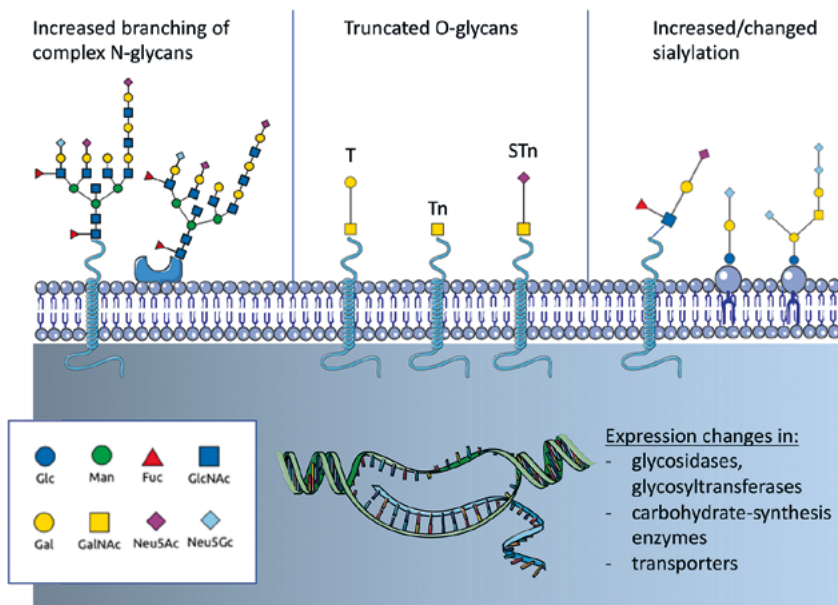 Increased branching of
complex N-glycans
Truncated O-glycans
Increased/changed
sialylation
T
Tn
STn
Glc
Man
Fuc
GlcNAc
Gal
GalNAc
Neu5Ac
Neu5Gc
Expression changes in:
- glycosidases,
glycosyltransferases
- carbohydrate-synthesis
enzymes
- transporters